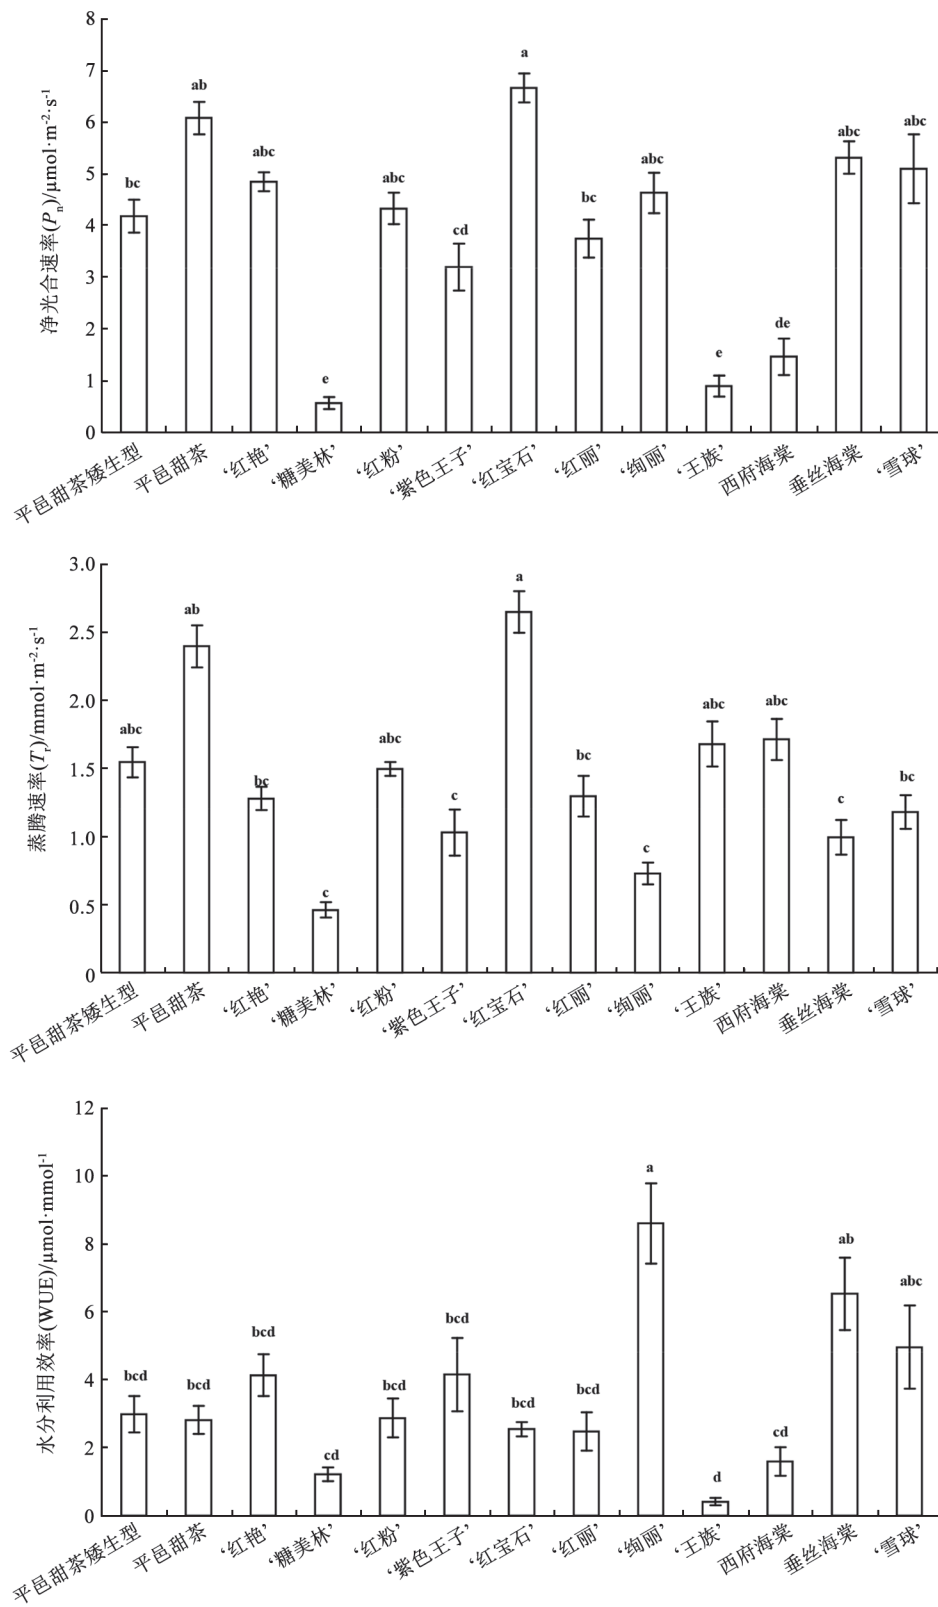 净光合速率(Pn)/μmol·m-2·s-1
8
7
6
5
4
3
2
1
0
bc
ab
abc
e
abc
cd
a
bc
abc
e
de
abc
abc
平邑甜茶矮生型
平邑甜茶
‘红艳’
‘糖美林’
‘红粉’
‘紫色王子’
‘红宝石’
‘红丽’
‘绚丽’
‘王族’
西府海棠
垂丝海棠
‘雪球’
蒸腾速率(Tr)/mmol·m-2·s-1
3.0
2.5
2.0
1.5
1.0
0.5
0
abc
ab
bc
c
abc
c
a
bc
c
abc
abc
c
bc
平邑甜茶矮生型
平邑甜茶
‘红艳’
‘糖美林’
‘红粉’
‘紫色王子’
‘红宝石’
‘红丽’
‘绚丽’
‘王族’
西府海棠
垂丝海棠
‘雪球’
水分利用效率(WUE)/μmol·mmol-1
12
10
8
6
4
2
0
bcd
bcd
bcd
cd
bcd
bcd
bcd
bcd
a
d
cd
ab
abc
平邑甜茶矮生型
平邑甜茶
‘红艳’
‘糖美林’
‘红粉’
‘紫色王子’
‘红宝石’
‘红丽’
‘绚丽’
‘王族’
西府海棠
垂丝海棠
‘雪球’